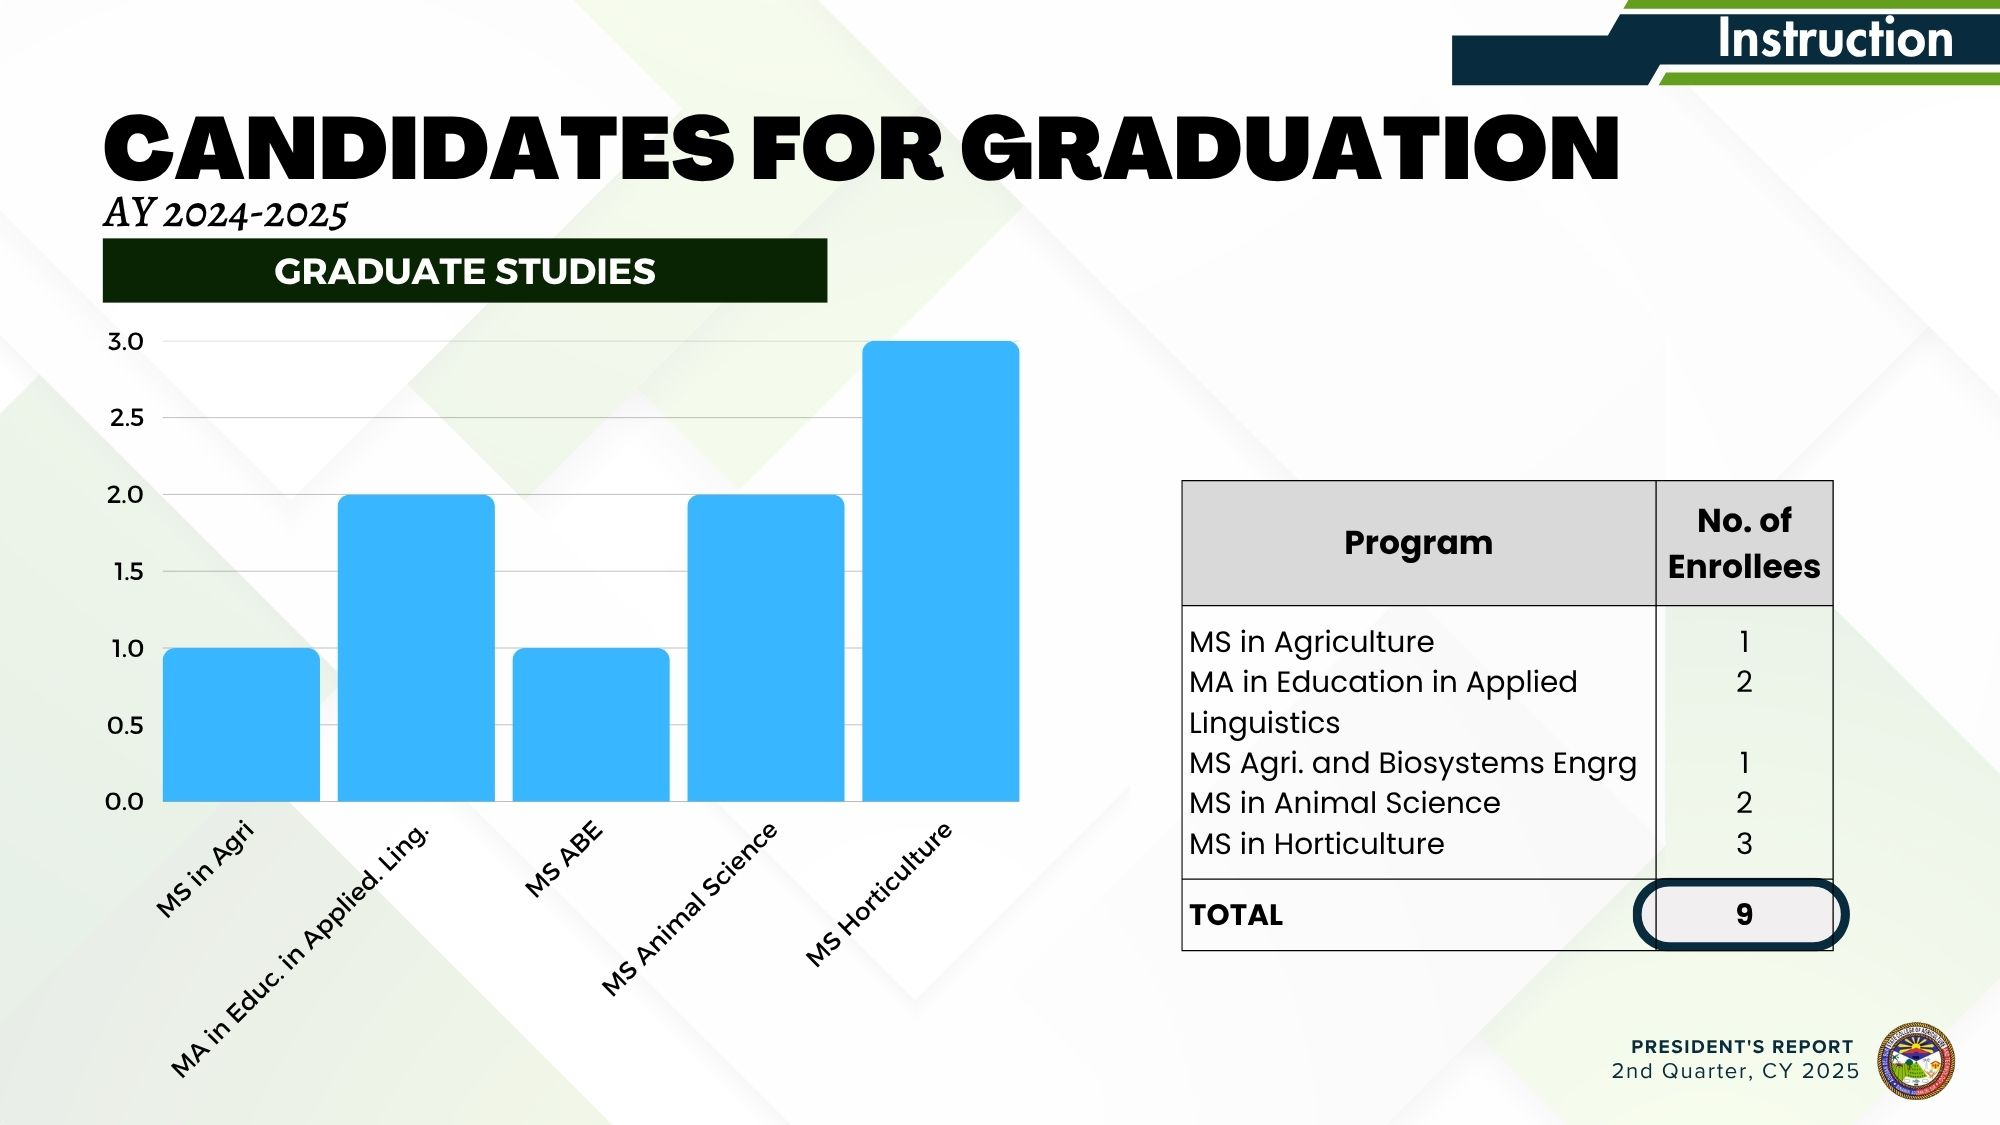 Instruction
CANDIDATES FOR GRADUATION
AY 2024-2025
GRADUATE STUDIES
3.0
2.5
2.0
1.5
1.0
0.5
0.0
MS in Agri
MA in Educ. in Applied. Ling.
MS ABE
MS Animal Science
MS Horticulture
Program
No. of
Enrollees
MS in Agriculture 1
MA in Education in Applied 2
Linguistics
MS Agri. and Biosystems Engrg 1
MS in Animal Science 2
MS in Horticulture 3
TOTAL 9
PRESIDENT'S REPORT
2nd Quarter, CY 2025